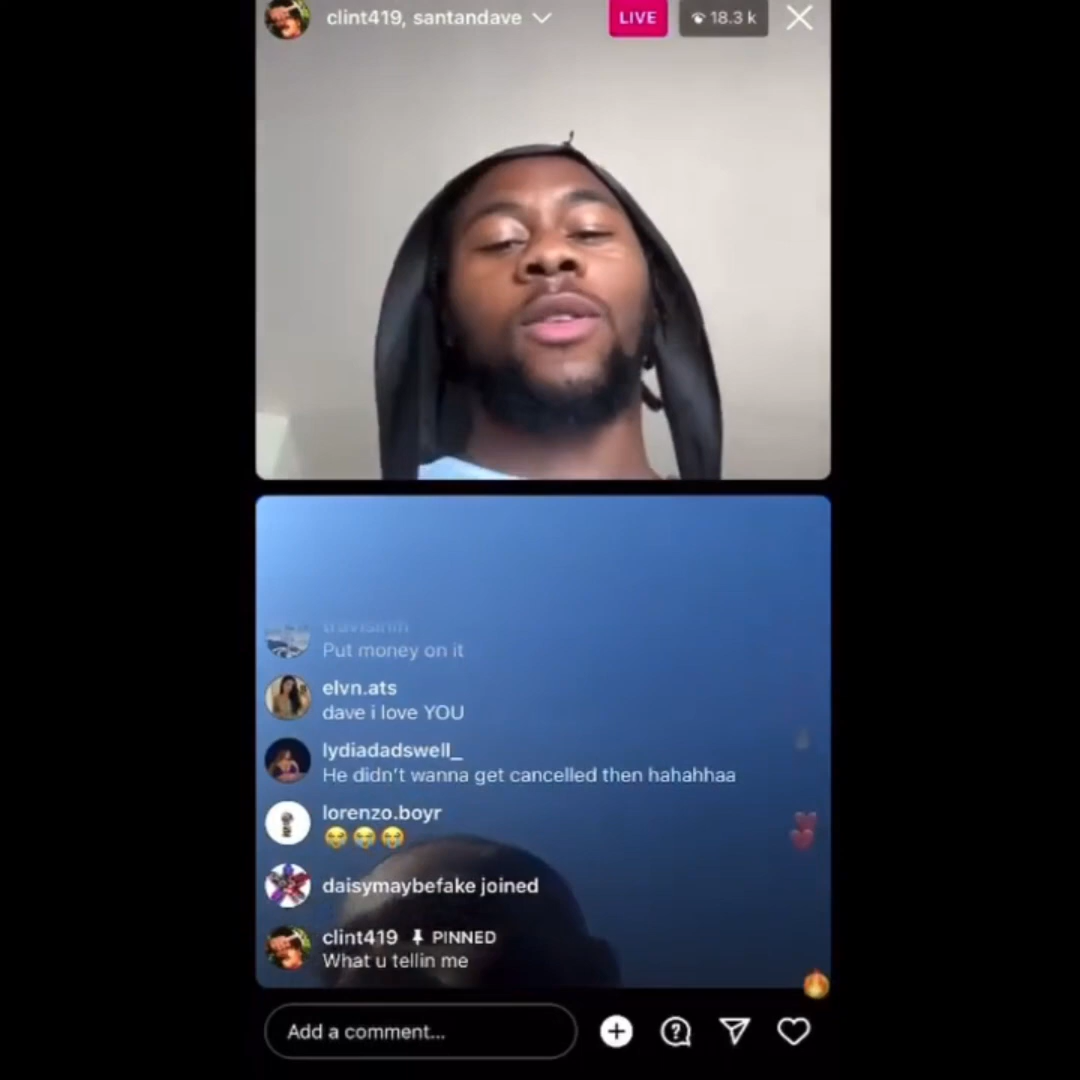 clint419, santandave
LIVE
18.3 k
Put money on it
elvn.ats
dave i love YOU
lydiadadswell_
He didn't wanna get cancelled then hahahhaa
lorenzo.boyr
😭😭😭
daisymaybefake joined
clint419 PINNED
What u tellin me
Add a comment...